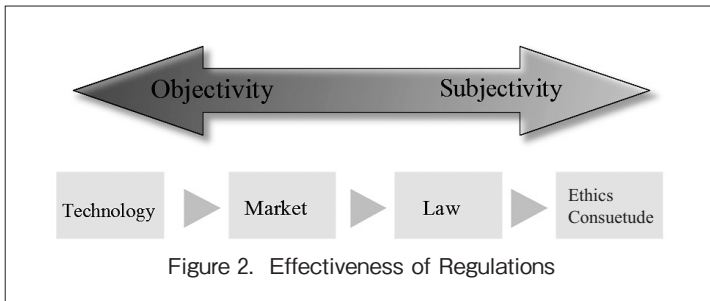 Objectivity Subjectivity
Technology Market Law Ethics
Consuetude
Figure 2. Effectiveness of Regulations